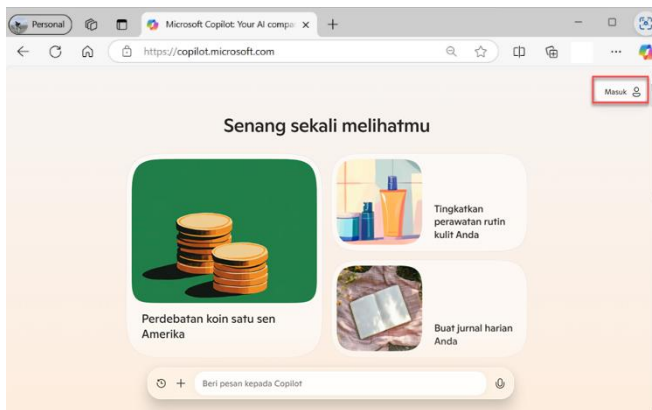 Personal
Microsoft Copilot: Your AI compar
https://copilot.microsoft.com
Masuk
Senang sekali melihatmu
Perdebatan koin satu sen
Amerika
Tingkatkan
perawatan rutin
kulit Anda
Buat jurnal harian
Anda
Beri pesan kepada Copilot